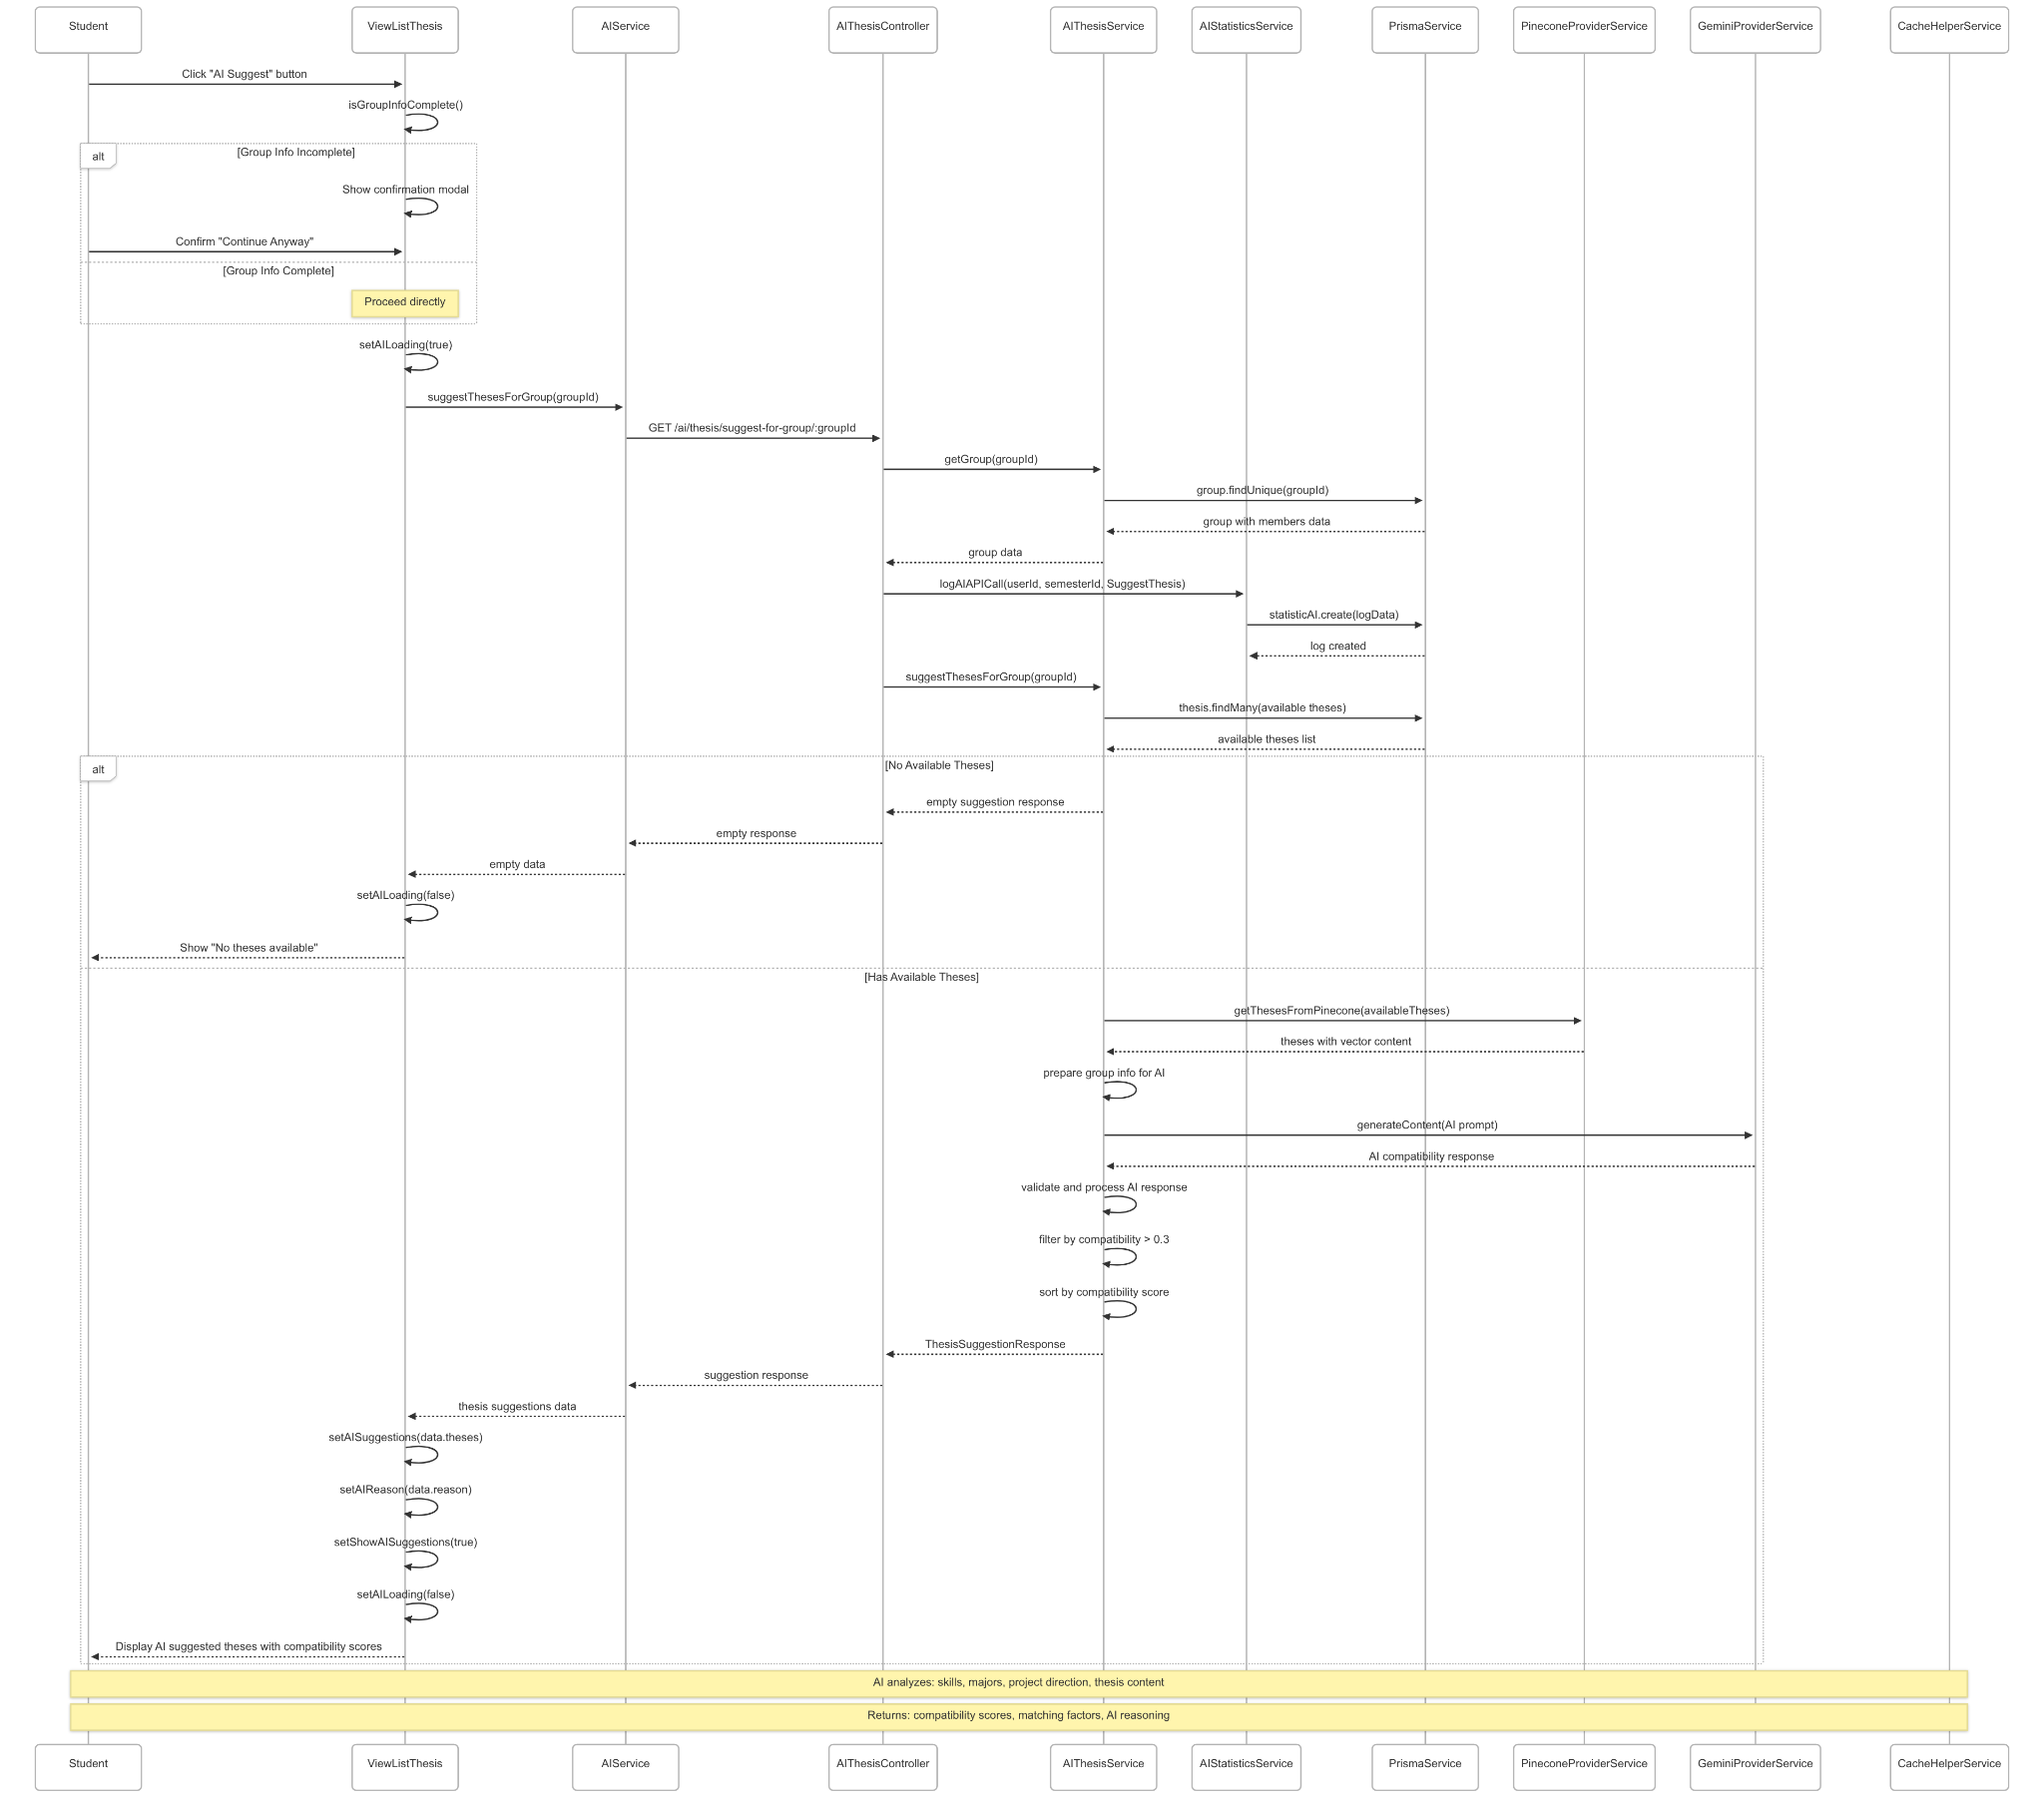 Student
ViewListThesis
AIService
AIThesisController
AIThesisService
AIStatisticsService
PrismaService
PineconeProviderService
GeminiProviderService
CacheHelperService
Click "AI Suggest" button
isGroupInfoComplete()
alt
[Group Info Incomplete]
Show confirmation modal
Confirm "Continue Anyway"
[Group Info Complete]
Proceed directly
setAILoading(true)
suggestThesesForGroup(groupId)
GET /ai/thesis/suggest-for-group/:groupId
getGroup(groupId)
group.findUnique(groupId)
group with members data
group data
logAIAPICall(userId, semesterId, SuggestThesis)
statisticAI.create(logData)
log created
suggestThesesForGroup(groupId)
thesis.findMany(available theses)
available theses list
alt
[No Available Theses]
empty suggestion response
empty response
empty data
setAILoading(false)
Show "No theses available"
[Has Available Theses]
getThesesFromPinecone(availableTheses)
theses with vector content
prepare group info for AI
generateContent(AI prompt)
AI compatibility response
validate and process AI response
filter by compatibility > 0.3
sort by compatibility score
ThesisSuggestionResponse
suggestion response
thesis suggestions data
setAISuggestions(data.theses)
setAIReason(data.reason)
setShowAISuggestions(true)
setAILoading(false)
Display AI suggested theses with compatibility scores
AI analyzes: skills, majors, project direction, thesis content
Returns: compatibility scores, matching factors, AI reasoning
Student
ViewListThesis
AIService
AIThesisController
AIThesisService
AIStatisticsService
PrismaService
PineconeProviderService
GeminiProviderService
CacheHelperService